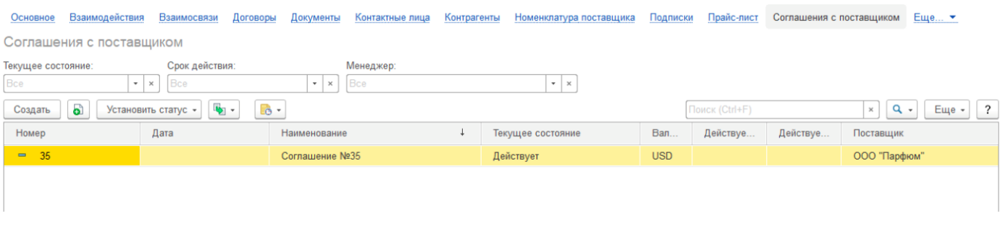 Основное Взаимодействия Взаимосвязи Договоры Документы Контактные лица Контрагенты Номенклатура поставщика Подписки Прайс-лист Соглашения с поставщиком Еще...
Соглашения с поставщиком
Текущее состояние: Срок действия: Менеджер:
Все Все Все
Создать Установить статус Поиск (Ctrl+F) × Еще ?
Номер Дата Наименование ↓ Текущее состояние Вал... Действуе... Действуе... Поставщик
35 Соглашение №35 Действует USD ООО "Парфюм"